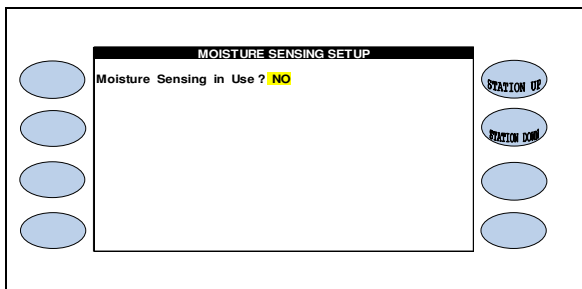 MOISTURE SENSING SETUP
Moisture Sensing in Use ? NO
STATION UP
STATION DOWN